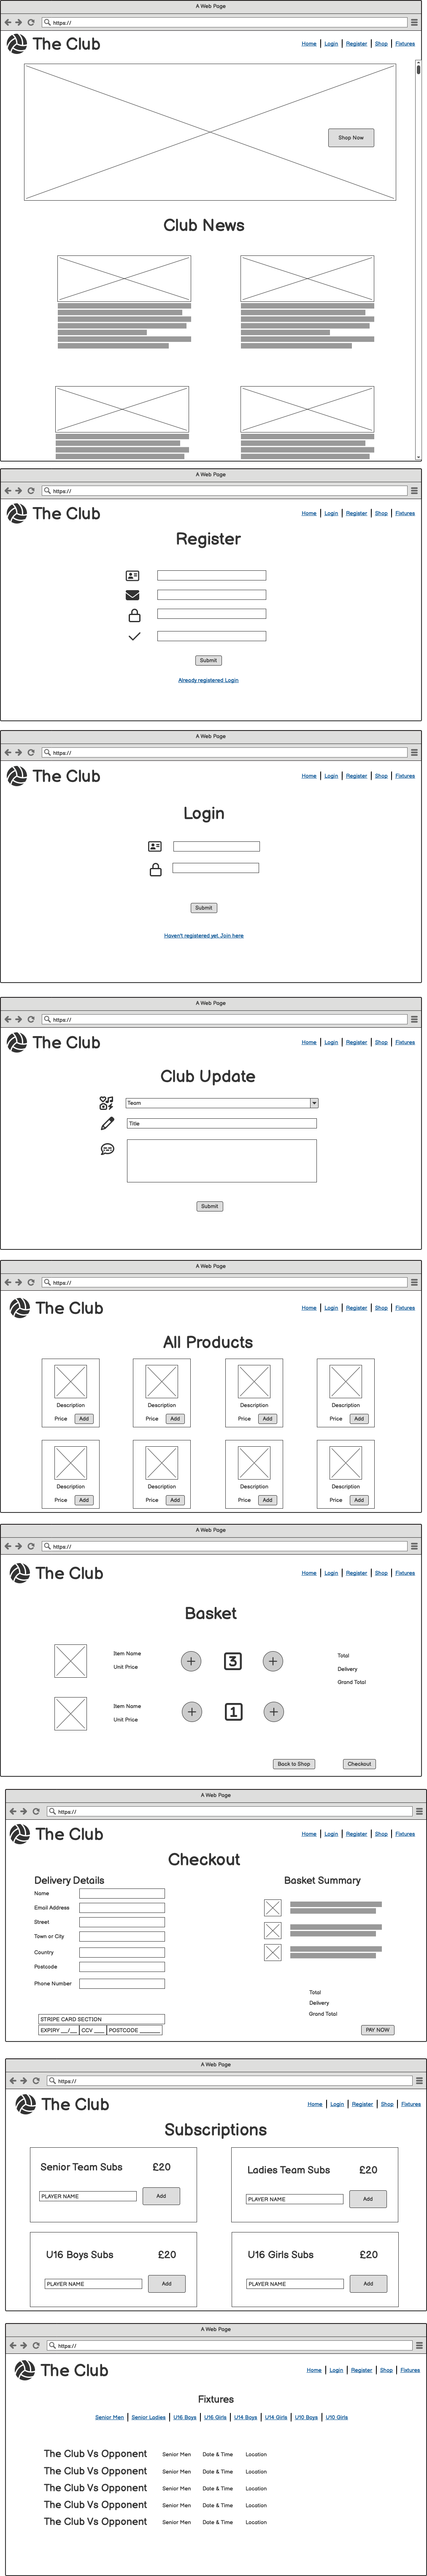 A Web Page
https://
The Club
Home Login Register Shop Fixtures
Shop Now
Club News
A Web Page
https://
The Club
Home Login Register Shop Fixtures
Register
Submit
Already registered Login
A Web Page
https://
The Club
Home Login Register Shop Fixtures
Login
Submit
Haven't registered yet. Join here
A Web Page
https://
The Club
Home Login Register Shop Fixtures
Club Update
Team
Title
Submit
A Web Page
https://
The Club
Home Login Register Shop Fixtures
All Products
Description Description Description Description
Price Add Price Add Price Add Price Add
Description Description Description Description
Price Add Price Add Price Add Price Add
A Web Page
https://
The Club
Home Login Register Shop Fixtures
Basket
Item Name
Unit Price
+ 3 +
Total
Delivery
Grand Total
Item Name
Unit Price
+ 1 +
Back to Shop Checkout
A Web Page
https://
The Club
Home Login Register Shop Fixtures
Checkout
Delivery Details
Name
Email Address
Street
Town or City
Country
Postcode
Phone Number
STRIPE CARD SECTION
EXPIRY __/__ CCV ___ POSTCODE ______
Basket Summary
Total
Delivery
Grand Total
PAY NOW
A Web Page
https://
The Club
Home Login Register Shop Fixtures
Subscriptions
Senior Team Subs £20
PLAYER NAME Add
Ladies Team Subs £20
PLAYER NAME Add
U16 Boys Subs £20
PLAYER NAME Add
U16 Girls Subs £20
PLAYER NAME Add
A Web Page
https://
The Club
Home Login Register Shop Fixtures
Fixtures
Senior Men Senior Ladies U16 Boys U16 Girls U14 Boys U14 Girls U10 Boys U10 Girls
The Club Vs Opponent Senior Men Date & Time Location
The Club Vs Opponent Senior Men Date & Time Location
The Club Vs Opponent Senior Men Date & Time Location
The Club Vs Opponent Senior Men Date & Time Location
The Club Vs Opponent Senior Men Date & Time Location